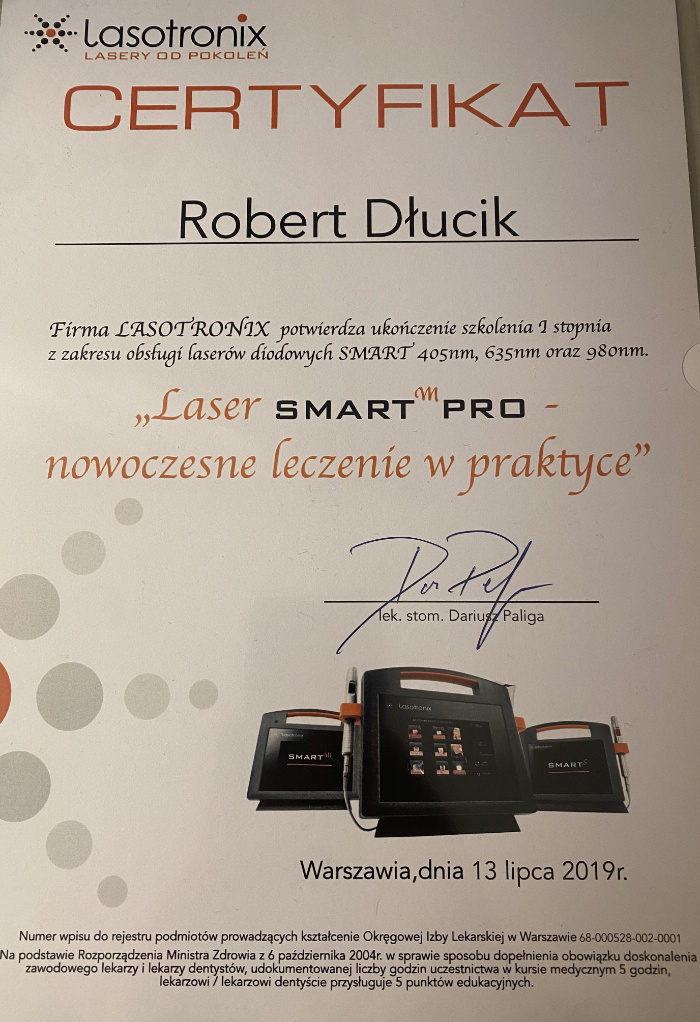 Lasotronix
LASERY OD POKOLEŃ
CERTYFIKAT
Robert Dłucik
Firma LASOTRONIX potwierdza ukończenie szkolenia I stopnia
z zakresu obsługi laserów diodowych SMART 405nm, 635nm oraz 980nm.
„Laser SMARTᴹ PRO -
nowoczesne leczenie w praktyce”
lek. stom. Dariusz Paliga
Lasotronix
SMARTᴹ
SMART
Warszawia,dnia 13 lipca 2019r.
Numer wpisu do rejestru podmiotów prowadzących kształcenie Okręgowej Izby Lekarskiej w Warszawie 68-000528-002-0001
Na podstawie Rozporządzenia Ministra Zdrowia z 6 października 2004r. w sprawie sposobu dopełnienia obowiązku doskonalenia
zawodowego lekarzy i lekarzy dentystów, udokumentowanej liczby godzin uczestnictwa w kursie medycznym 5 godzin,
lekarzowi / lekarzowi dentyście przysługuje 5 punktów edukacyjnych.